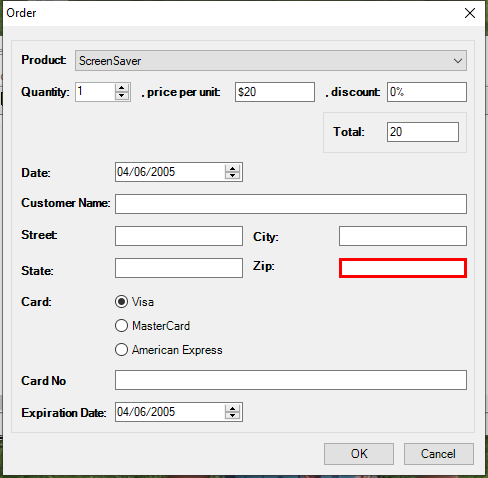 Order
Product: ScreenSaver
Quantity: 1 , price per unit: $20 , discount: 0%
Total: 20
Date: 04/06/2005
Customer Name:
Street: City:
State: Zip:
Card: Visa
MasterCard
American Express
Card No
Expiration Date: 04/06/2005
OK Cancel